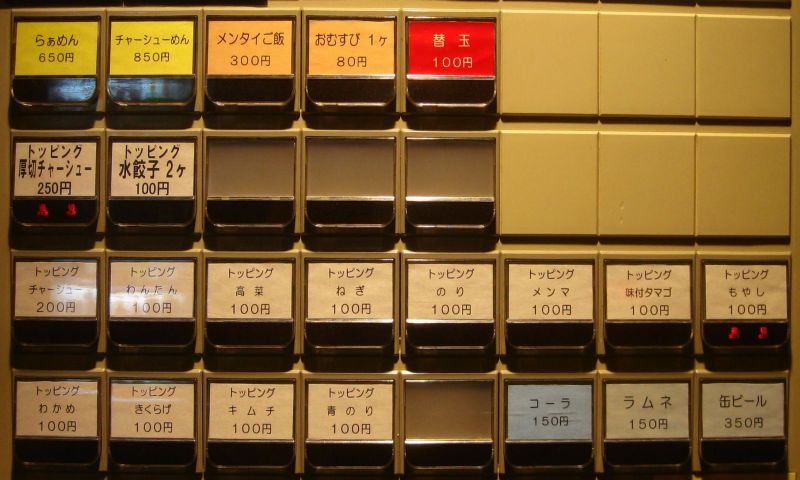 らぁめん
650円
チャーシューめん
850円
メンタイご飯
300円
おむすび 1ヶ
80円
替玉
100円
トッピング
厚切チャーシュー
250円
トッピング
水餃子 2ヶ
100円
トッピング
チャーシュー
200円
トッピング
わんたん
100円
トッピング
高菜
100円
トッピング
ねぎ
100円
トッピング
のり
100円
トッピング
メンマ
100円
トッピング
味付タマゴ
100円
トッピング
もやし
100円
トッピング
わかめ
100円
トッピング
きくらげ
100円
トッピング
キムチ
100円
トッピング
青のり
100円
コーラ
150円
ラムネ
150円
缶ビール
350円